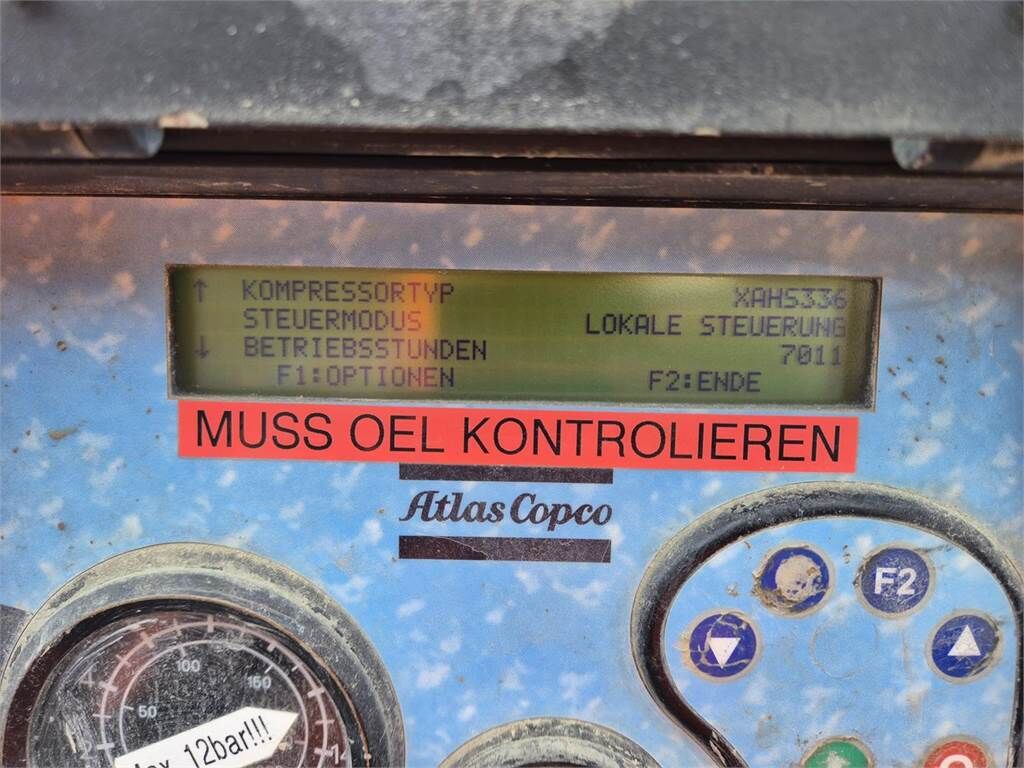 ↑ KOMPRESSORTYP XAHS336
STEUERMODUS LOKALE STEUERUNG
↓ BETRIEBSSTUNDEN 7011
F1:OPTIONEN F2:ENDE
MUSS OEL KONTROLIEREN
Atlas Copco
F2
100
150
50
4
12bar!!!